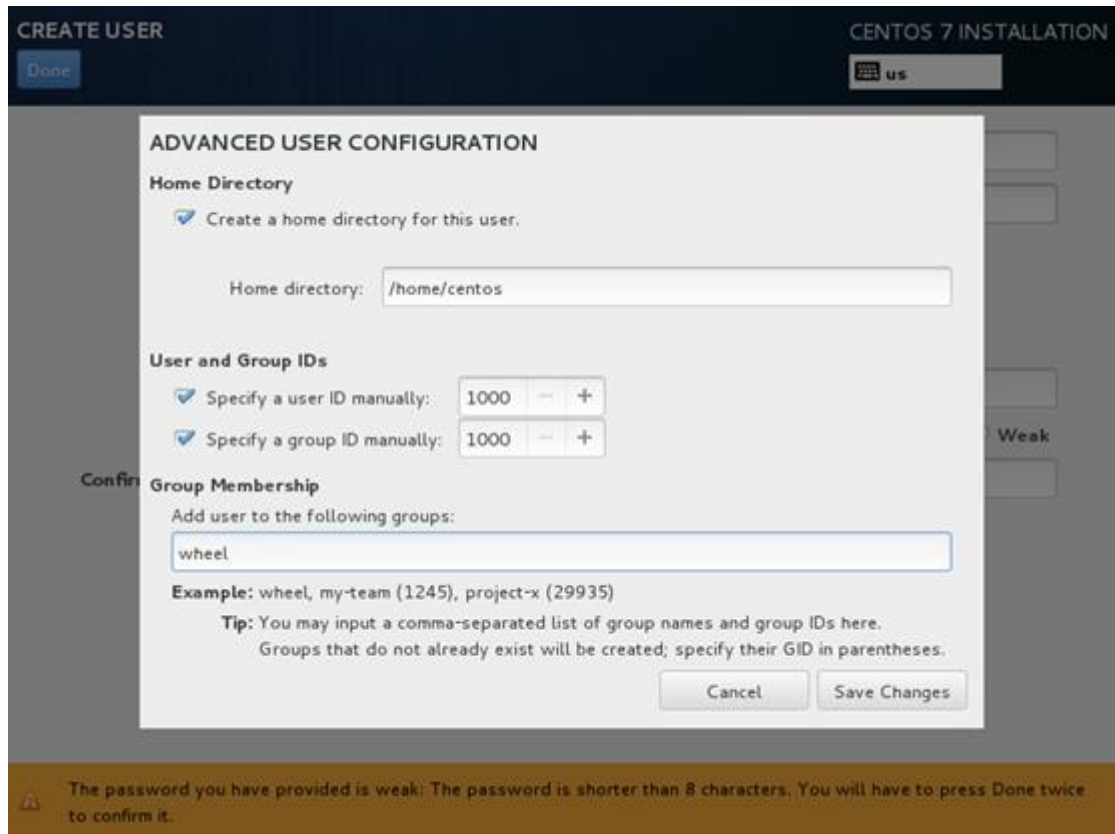 CREATE USER
CENTOS 7 INSTALLATION
Done
us
ADVANCED USER CONFIGURATION
Home Directory
Create a home directory for this user.
Home directory: /home/centos
User and Group IDs
Specify a user ID manually: 1000 − +
Specify a group ID manually: 1000 − +
Weak
Group Membership
Add user to the following groups:
wheel
Example: wheel, my-team (1245), project-x (29935)
Tip: You may input a comma-separated list of group names and group IDs here.
Groups that do not already exist will be created; specify their GID in parentheses.
Cancel Save Changes
The password you have provided is weak: The password is shorter than 8 characters. You will have to press Done twice
to confirm it.